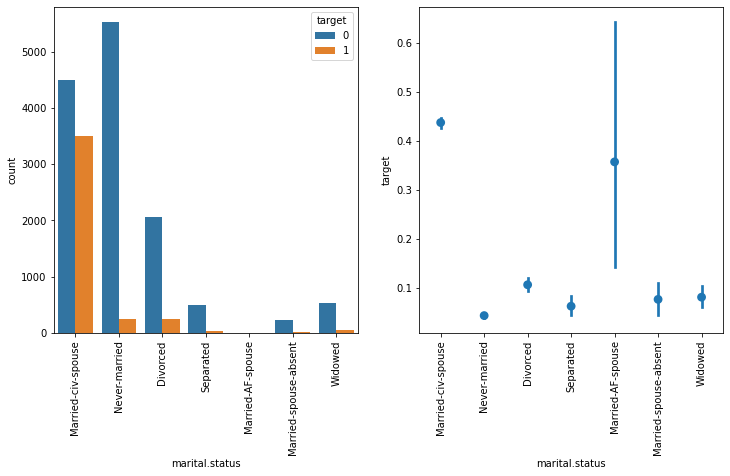 target
0
1
5000
4000
3000
2000
1000
0
count
Married-civ-spouse
Never-married
Divorced
Separated
Married-AF-spouse
Married-spouse-absent
Widowed
marital.status
0.6
0.5
0.4
0.3
0.2
0.1
target
Married-civ-spouse
Never-married
Divorced
Separated
Married-AF-spouse
Married-spouse-absent
Widowed
marital.status